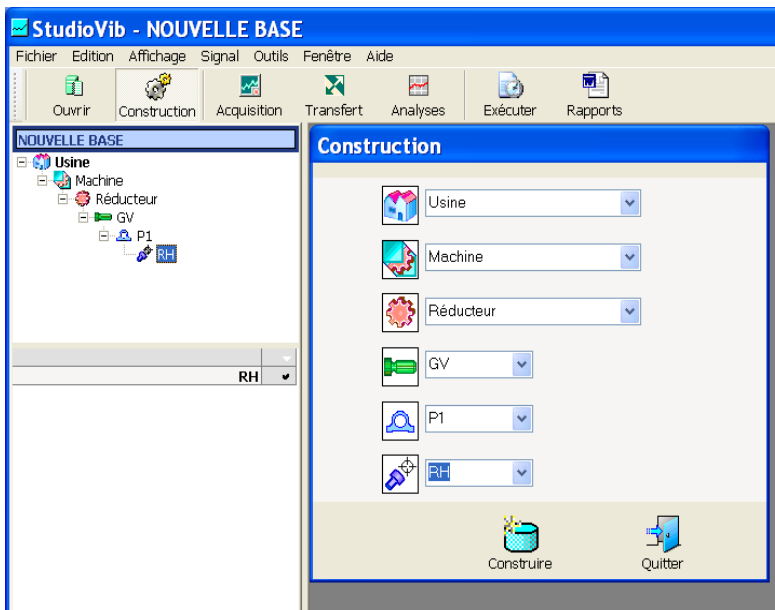 StudioVib - NOUVELLE BASE
Fichier Edition Affichage Signal Outils Fenêtre Aide
Ouvrir Construction Acquisition Transfert Analyses Exécuter Rapports
NOUVELLE BASE
Usine
Machine
Réducteur
GV
P1
RH
RH
Construction
Usine
Machine
Réducteur
GV
P1
RH
Construire Quitter